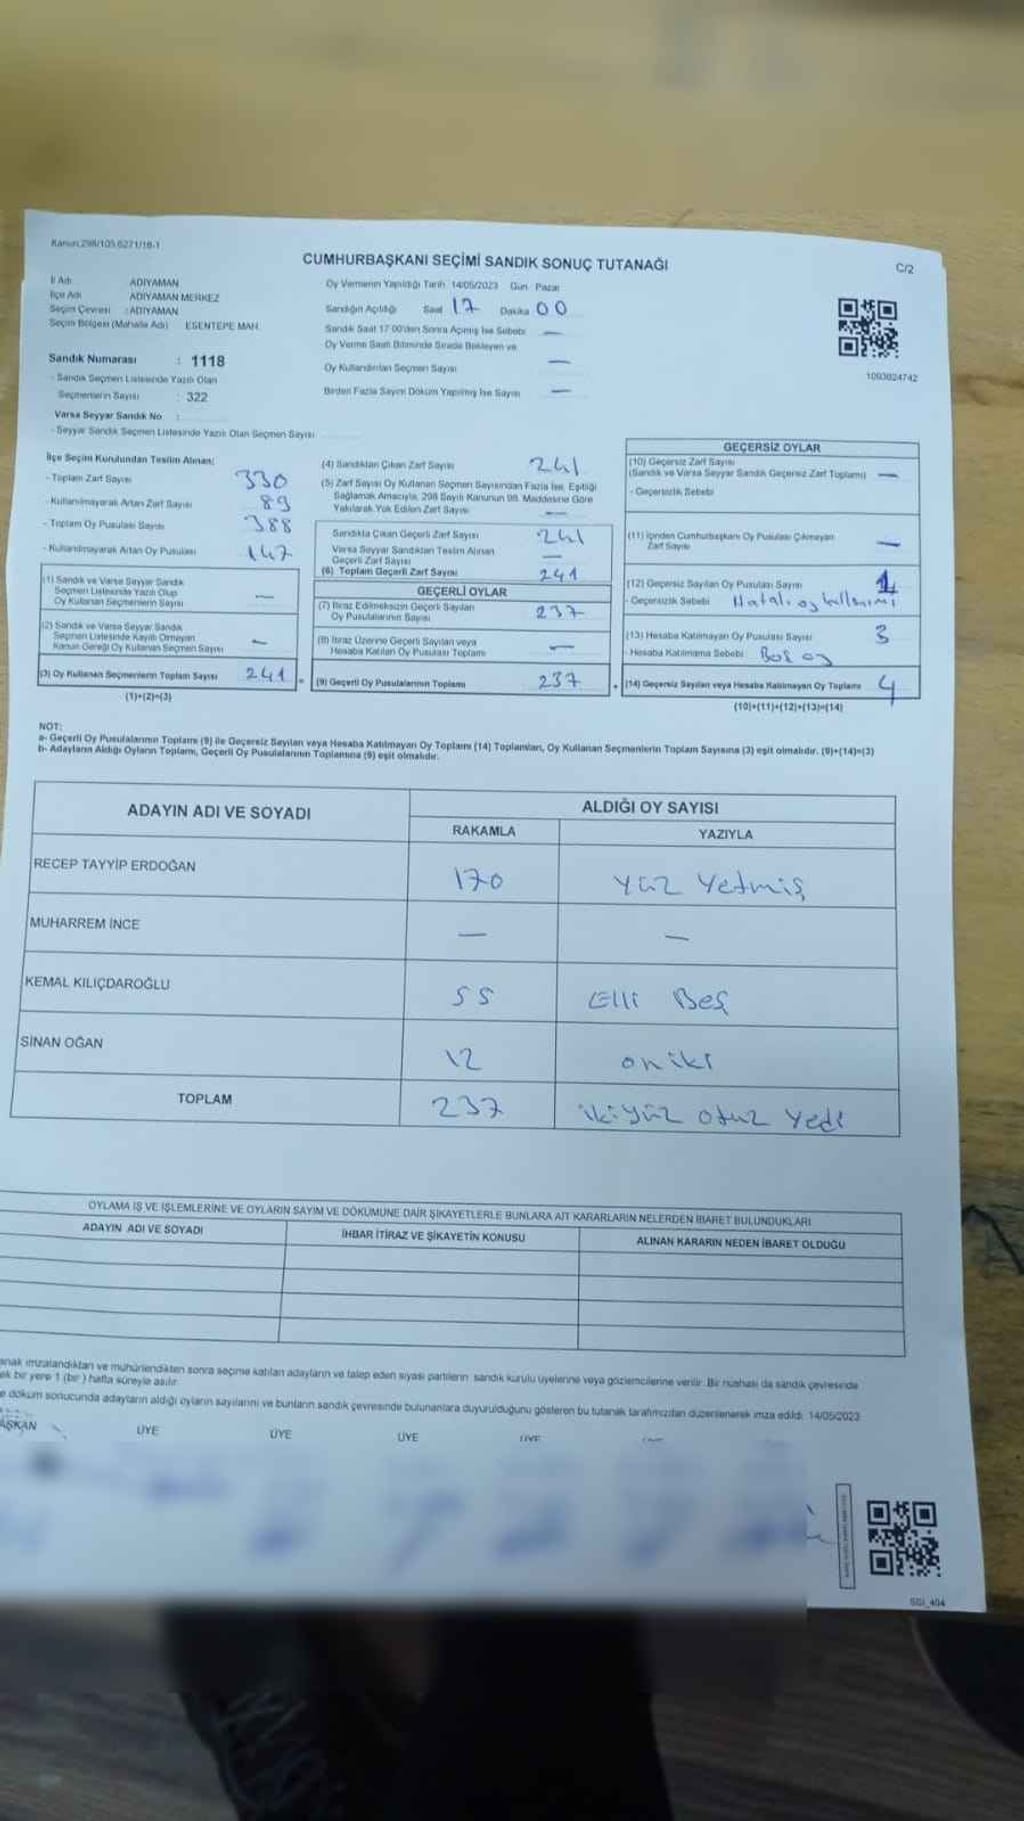 Kanun:298/105,6271/18-1
CUMHURBAŞKANI SEÇİMİ SANDIK SONUÇ TUTANAĞI
C/2
İl Adı : ADIYAMAN
İlçe Adı : ADIYAMAN MERKEZ
Seçim Çevresi : ADIYAMAN
Seçim Bölgesi (Mahalle Adı) : ESENTEPE MAH.
Sandık Numarası : 1118
- Sandık Seçmen Listesinde Yazılı Olan
Seçmenlerin Sayısı : 322
Varsa Seyyar Sandık No :
- Seyyar Sandık Seçmen Listesinde Yazılı Olan Seçmen Sayısı
Oy Vermenin Yapıldığı Tarih 14/05/2023 Gün : Pazar
Sandığın Açıldığı Saat 17 Dakika 00
Sandık Saat 17:00'den Sonra Açılmış İse Sebebi —
Oy Verme Saati Bitiminde Sırada Bekleyen ve
Oy Kullandırılan Seçmen Sayısı —
Birden Fazla Sayım Döküm Yapılmış İse Sayısı —
1093024742
İlçe Seçim Kurulundan Teslim Alınan:
- Toplam Zarf Sayısı 330
- Kullanılmayarak Artan Zarf Sayısı 89
- Toplam Oy Pusulası Sayısı 388
- Kullanılmayarak Artan Oy Pusulası 147
(1) Sandık ve Varsa Seyyar Sandık
Seçmen Listesinde Yazılı Olup
Oy Kullanan Seçmenlerin Sayısı —
(2) Sandık ve Varsa Seyyar Sandık
Seçmen Listesinde Kayıtlı Olmayan
Kanun Gereği Oy Kullanan Seçmen Sayısı —
(3) Oy Kullanan Seçmenlerin Toplam Sayısı 241
(1)+(2)=(3)
(4) Sandıktan Çıkan Zarf Sayısı 241
(5) Zarf Sayısı Oy Kullanan Seçmen Sayısından Fazla İse, Eşitliği
Sağlamak Amacıyla, 298 Sayılı Kanunun 98. Maddesine Göre
Yakılarak Yok Edilen Zarf Sayısı —
Sandıkta Çıkan Geçerli Zarf Sayısı 241
Varsa Seyyar Sandıktan Teslim Alınan
Geçerli Zarf Sayısı —
(6) Toplam Geçerli Zarf Sayısı 241
GEÇERLİ OYLAR
(7) İtiraz Edilmeksizin Geçerli Sayılan
Oy Pusulalarının Sayısı 237
(8) İtiraz Üzerine Geçerli Sayılan veya
Hesaba Katılan Oy Pusulası Toplamı —
(9) Geçerli Oy Pusulalarının Toplamı 237
GEÇERSİZ OYLAR
(10) Geçersiz Zarf Sayısı
(Sandık ve Varsa Seyyar Sandık Geçersiz Zarf Toplamı) —
- Geçersizlik Sebebi
(11) İçinden Cumhurbaşkanı Oy Pusulası Çıkmayan
Zarf Sayısı —
(12) Geçersiz Sayılan Oy Pusulası Sayısı 1
- Geçersizlik Sebebi Hatalı oy kullanımı
(13) Hesaba Katılmayan Oy Pusulası Sayısı 3
- Hesaba Katılmama Sebebi : Boş oy
(14) Geçersiz Sayılan veya Hesaba Katılmayan Oy Toplamı 4
(10)+(11)+(12)+(13)=(14)
NOT:
a- Geçerli Oy Pusulalarının Toplamı (9) ile Geçersiz Sayılan veya Hesaba Katılmayan Oy Toplamı (14) Toplamları, Oy Kullanan Seçmenlerin Toplam Sayısına (3) eşit olmalıdır. (9)+(14)=(3)
b- Adayların Aldığı Oyların Toplamı, Geçerli Oy Pusulalarının Toplamına (9) eşit olmalıdır.
ADAYIN ADI VE SOYADI
ALDIĞI OY SAYISI
RAKAMLA YAZIYLA
RECEP TAYYİP ERDOĞAN 170 Yüz Yetmiş
MUHARREM İNCE — —
KEMAL KILIÇDAROĞLU 55 Elli Beş
SİNAN OĞAN 12 on iki
TOPLAM 237 ikiyüz otuz Yedi
OYLAMA İŞ VE İŞLEMLERİNE VE OYLARIN SAYIM VE DÖKÜMÜNE DAİR ŞİKAYETLERLE BUNLARA AİT KARARLARIN NELERDEN İBARET BULUNDUKLARI
ADAYIN ADI VE SOYADI İHBAR İTİRAZ VE ŞİKAYETİN KONUSU ALINAN KARARIN NEDEN İBARET OLDUĞU
anak imzalandıktan ve mühürlendikten sonra seçime katılan adayların ve talep eden siyasi partilerin sandık kurulu üyelerine veya gözlemcilerine verilir. Bir nüshası da sandık çevresinde
ek bir yere 1 (bir) hafta süreyle asılır.
e döküm sonucunda adayların aldığı oyların sayılarını ve bunların sandık çevresinde bulunanlara duyurulduğunu gösteren bu tutanak tarafımızdan düzenlenerek imza edildi. 14/05/2023
AŞKAN ÜYE ÜYE ÜYE ÜYE
SGI_404